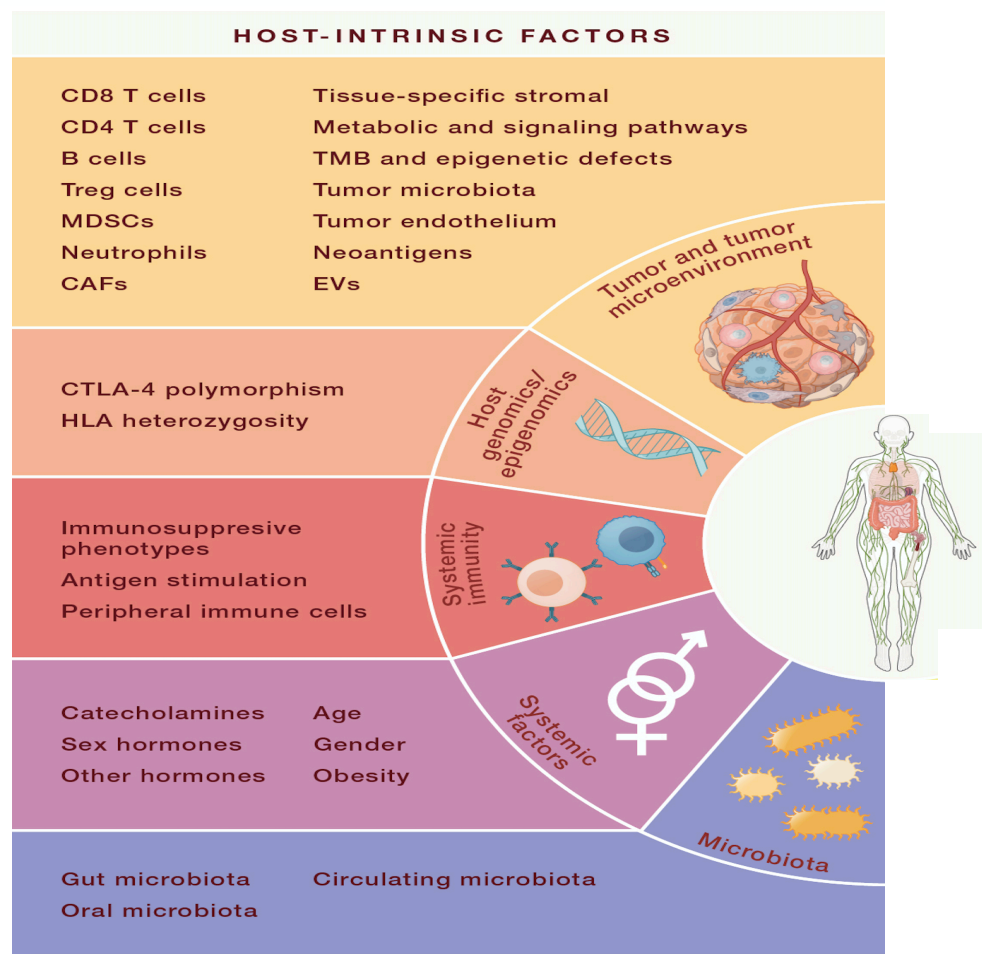 HOST-INTRINSIC FACTORS
CD8 T cells
CD4 T cells
B cells
Treg cells
MDSCs
Neutrophils
CAFs
Tissue-specific stromal
Metabolic and signaling pathways
TMB and epigenetic defects
Tumor microbiota
Tumor endothelium
Neoantigens
EVs
Tumor and tumor
microenvironment
CTLA-4 polymorphism
HLA heterozygosity
Host
genomics/
epigenomics
Immunosuppresive
phenotypes
Antigen stimulation
Peripheral immune cells
Systemic
immunity
Catecholamines
Sex hormones
Other hormones
Age
Gender
Obesity
Systemic
factors
Gut microbiota
Oral microbiota
Circulating microbiota
Microbiota